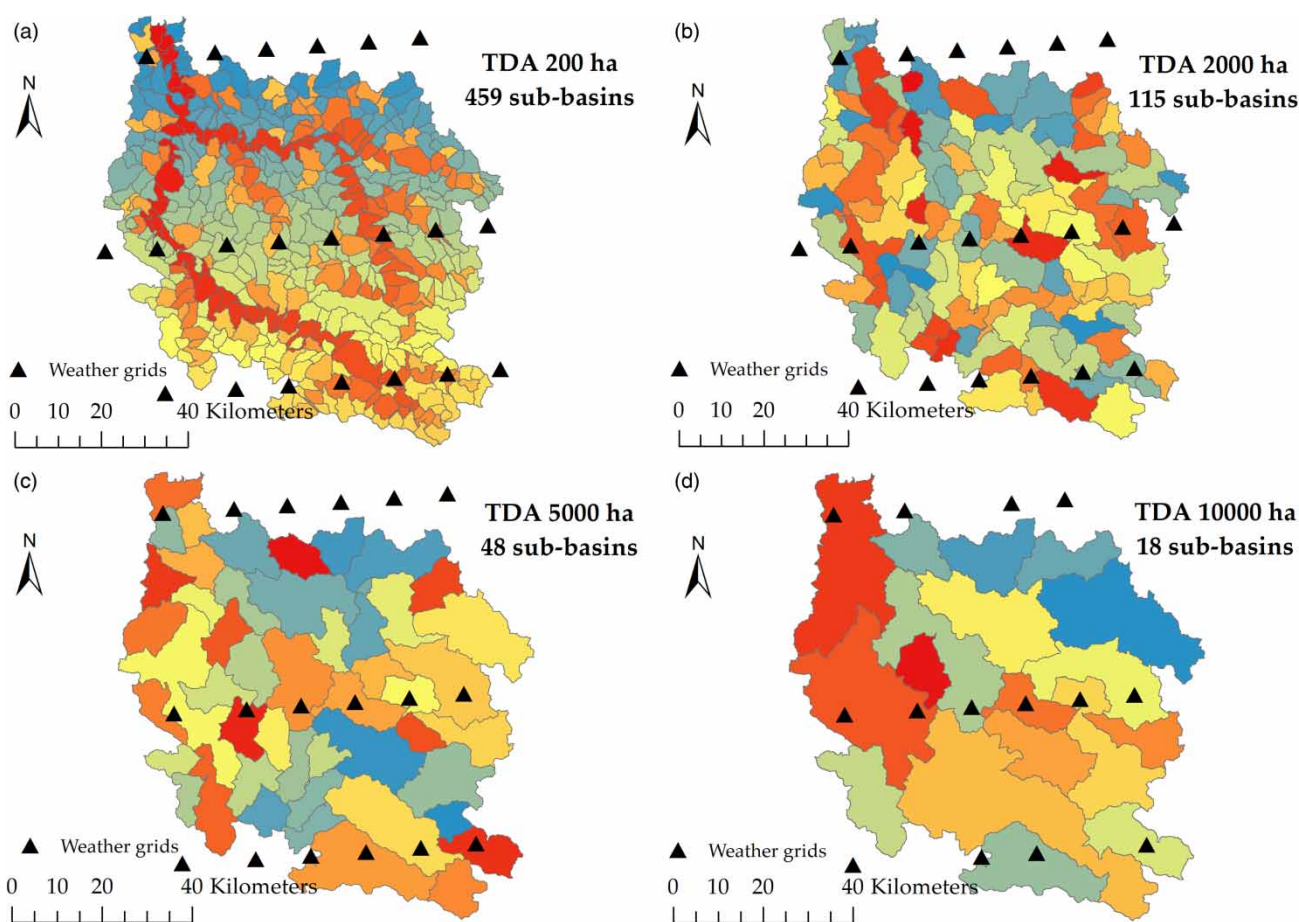 (a)
N
TDA 200 ha
459 sub-basins
Weather grids
0 10 20 40 Kilometers
(b)
N
TDA 2000 ha
115 sub-basins
Weather grids
0 10 20 40 Kilometers
(c)
N
TDA 5000 ha
48 sub-basins
Weather grids
0 10 20 40 Kilometers
(d)
N
TDA 10000 ha
18 sub-basins
Weather grids
0 10 20 40 Kilometers